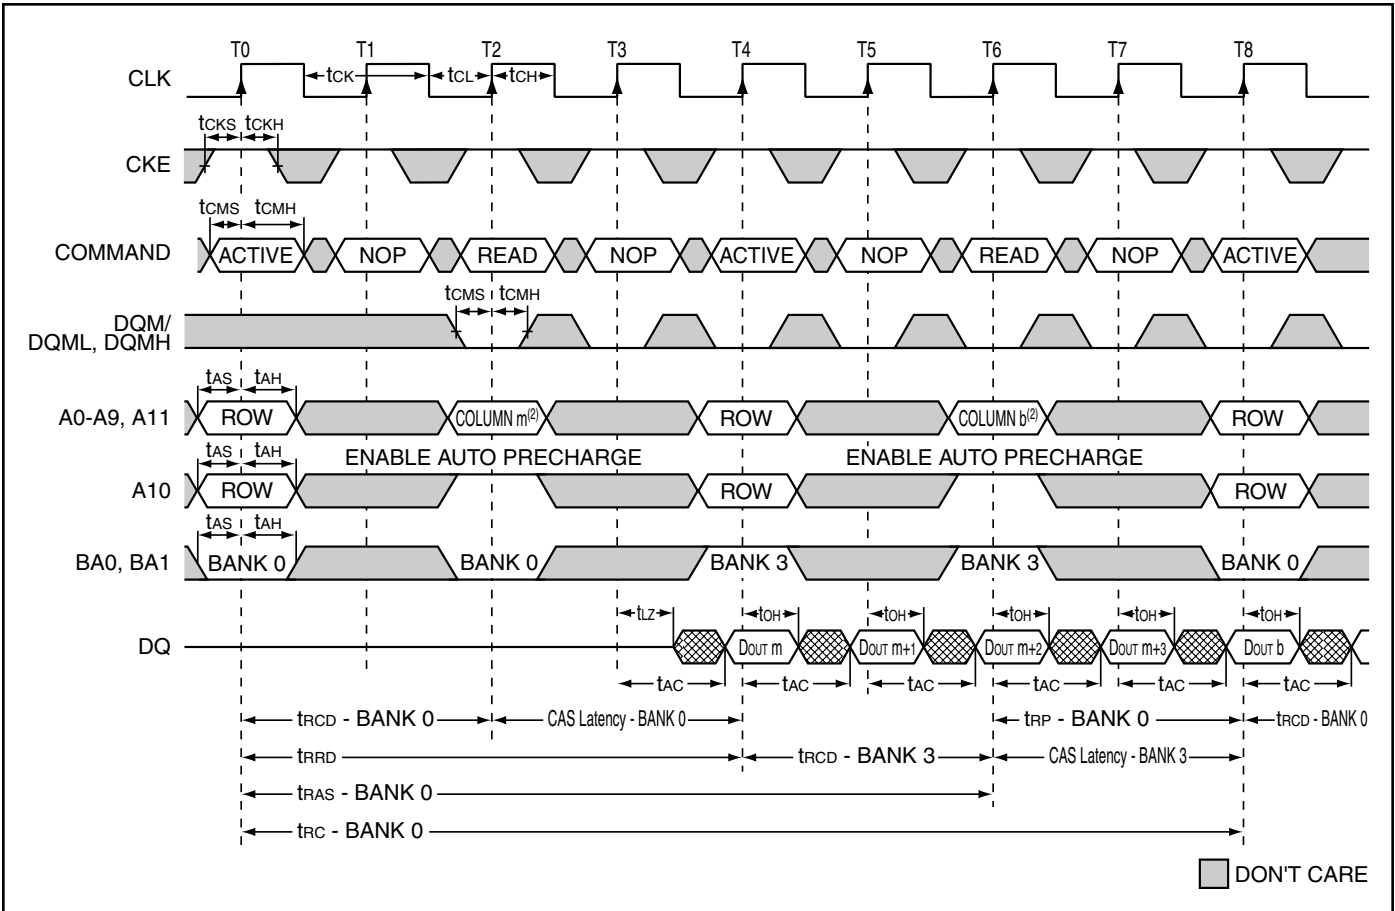 T0 T1 T2 T3 T4 T5 T6 T7 T8
CLK tCK tCL tCH
tCKS tCKH
CKE
tCMS tCMH
COMMAND ACTIVE NOP READ NOP ACTIVE NOP READ NOP ACTIVE
tCMS tCMH
DQM/
DQML, DQMH
tAS tAH
A0-A9, A11 ROW COLUMN m(2) ROW COLUMN b(2) ROW
tAS tAH ENABLE AUTO PRECHARGE ENABLE AUTO PRECHARGE
A10 ROW ROW ROW
tAS tAH
BA0, BA1 BANK 0 BANK 0 BANK 3 BANK 3 BANK 0
tLZ tOH tOH tOH tOH tOH
DQ DOUT m DOUT m+1 DOUT m+2 DOUT m+3 DOUT b
tAC tAC tAC tAC tAC tAC
tRCD - BANK 0 CAS Latency - BANK 0 tRP - BANK 0 tRCD - BANK 0
tRRD tRCD - BANK 3 CAS Latency - BANK 3
tRAS - BANK 0
tRC - BANK 0
DON'T CARE